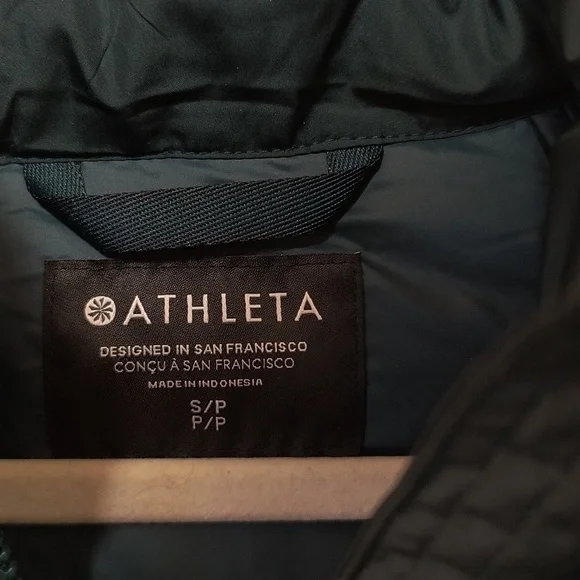 ATHLETA
DESIGNED IN SAN FRANCISCO
CONÇU À SAN FRANCISCO
MADE IN INDONESIA
S/P
P/P